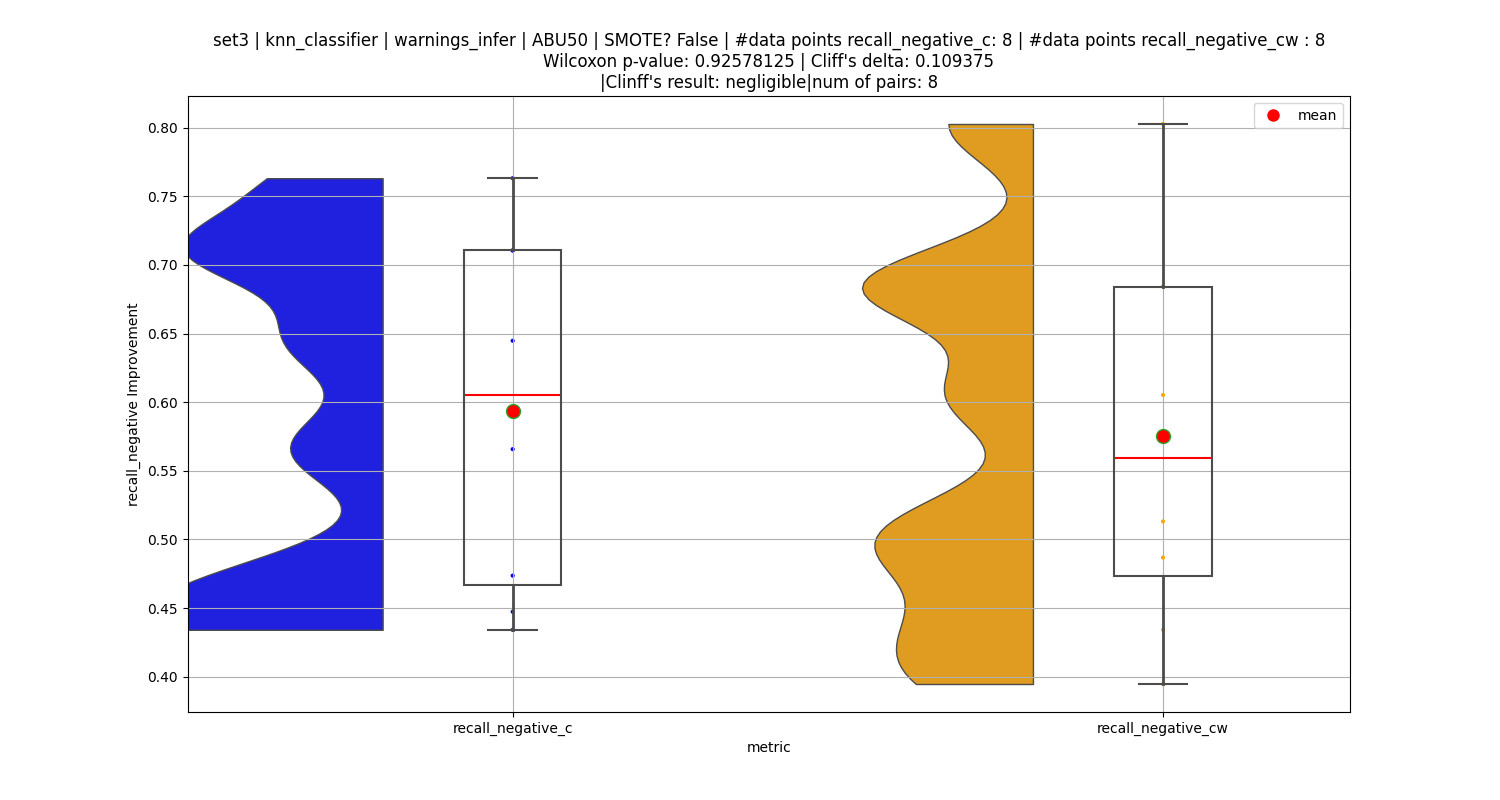 set3 | knn_classifier | warnings_infer | ABU50 | SMOTE? False | #data points recall_negative_c: 8 | #data points recall_negative_cw : 8
Wilcoxon p-value: 0.92578125 | Cliff's delta: 0.109375
|Clinff's result: negligible|num of pairs: 8
mean
0.80
0.75
0.70
0.65
0.60
0.55
0.50
0.45
0.40
recall_negative Improvement
recall_negative_c
recall_negative_cw
metric